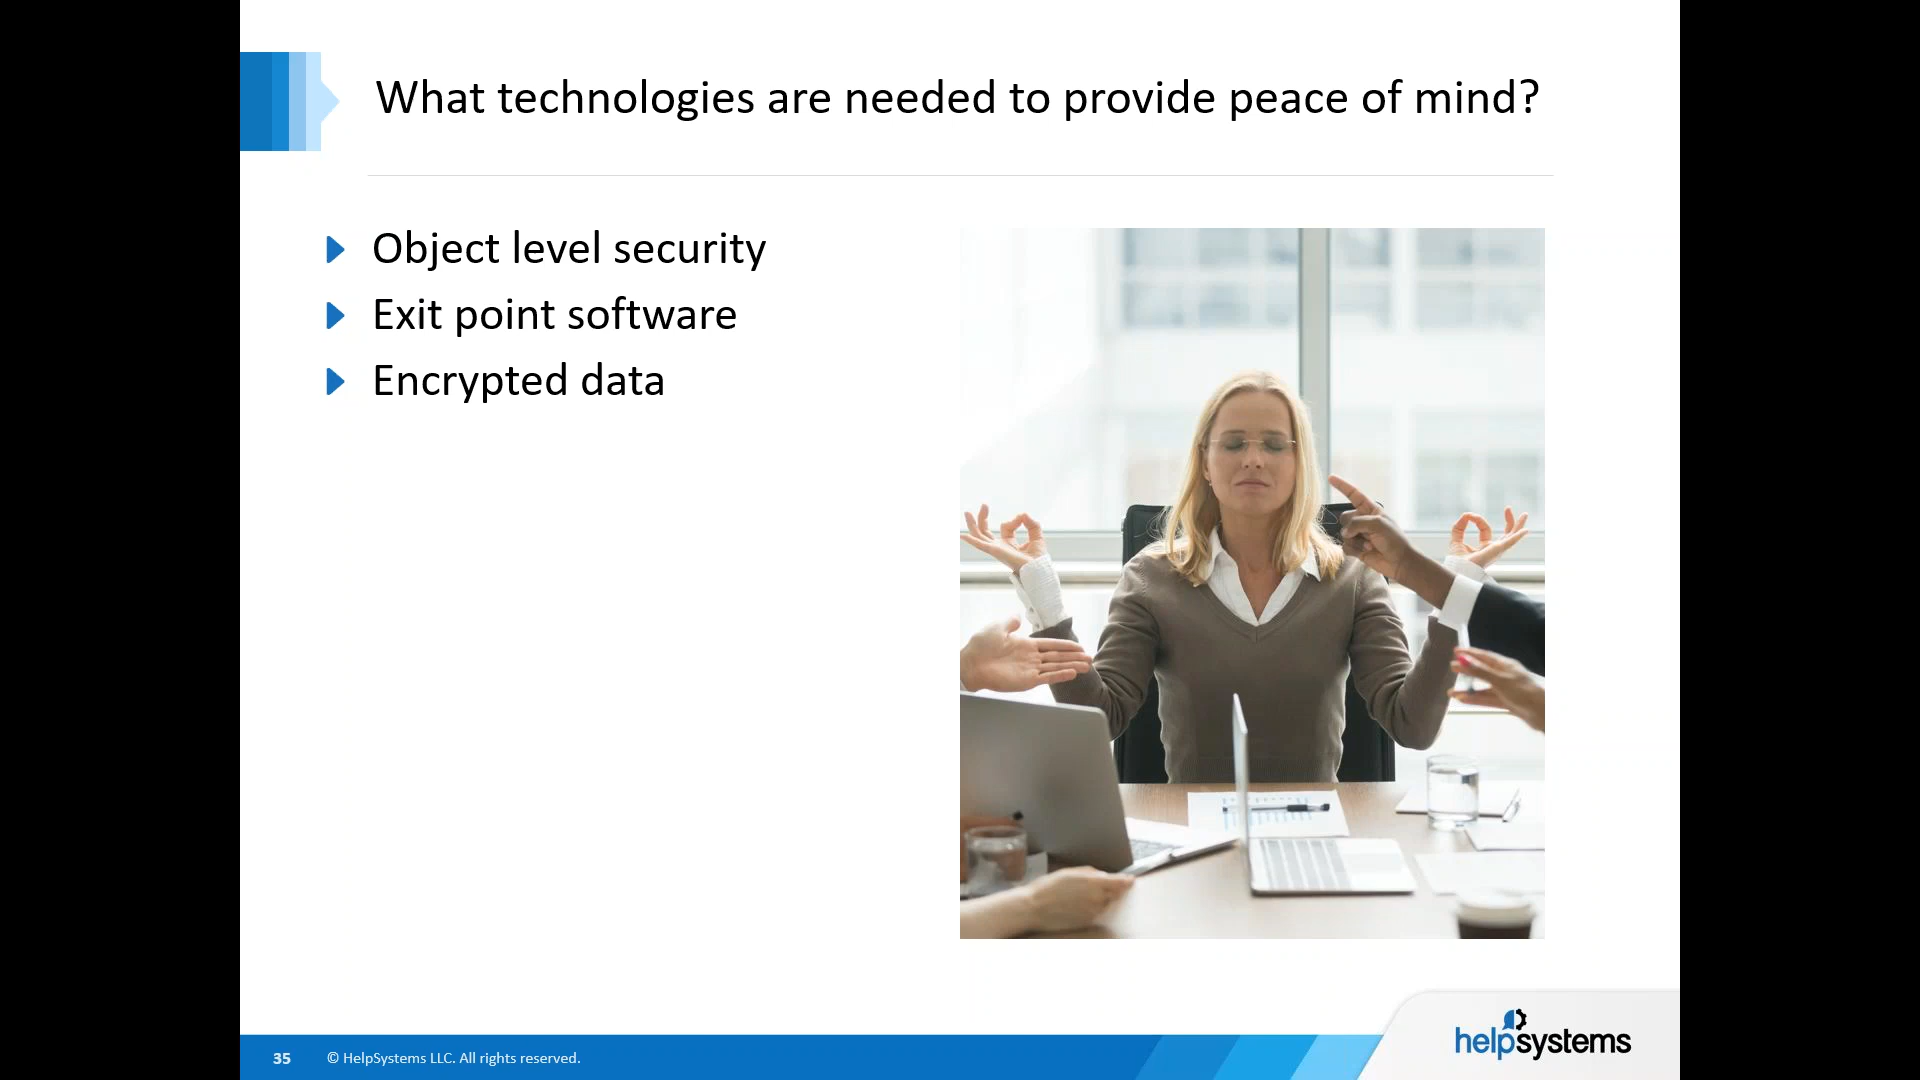 What technologies are needed to provide peace of mind?
Object level security
Exit point software
Encrypted data
35
© HelpSystems LLC. All rights reserved.
helpsystems